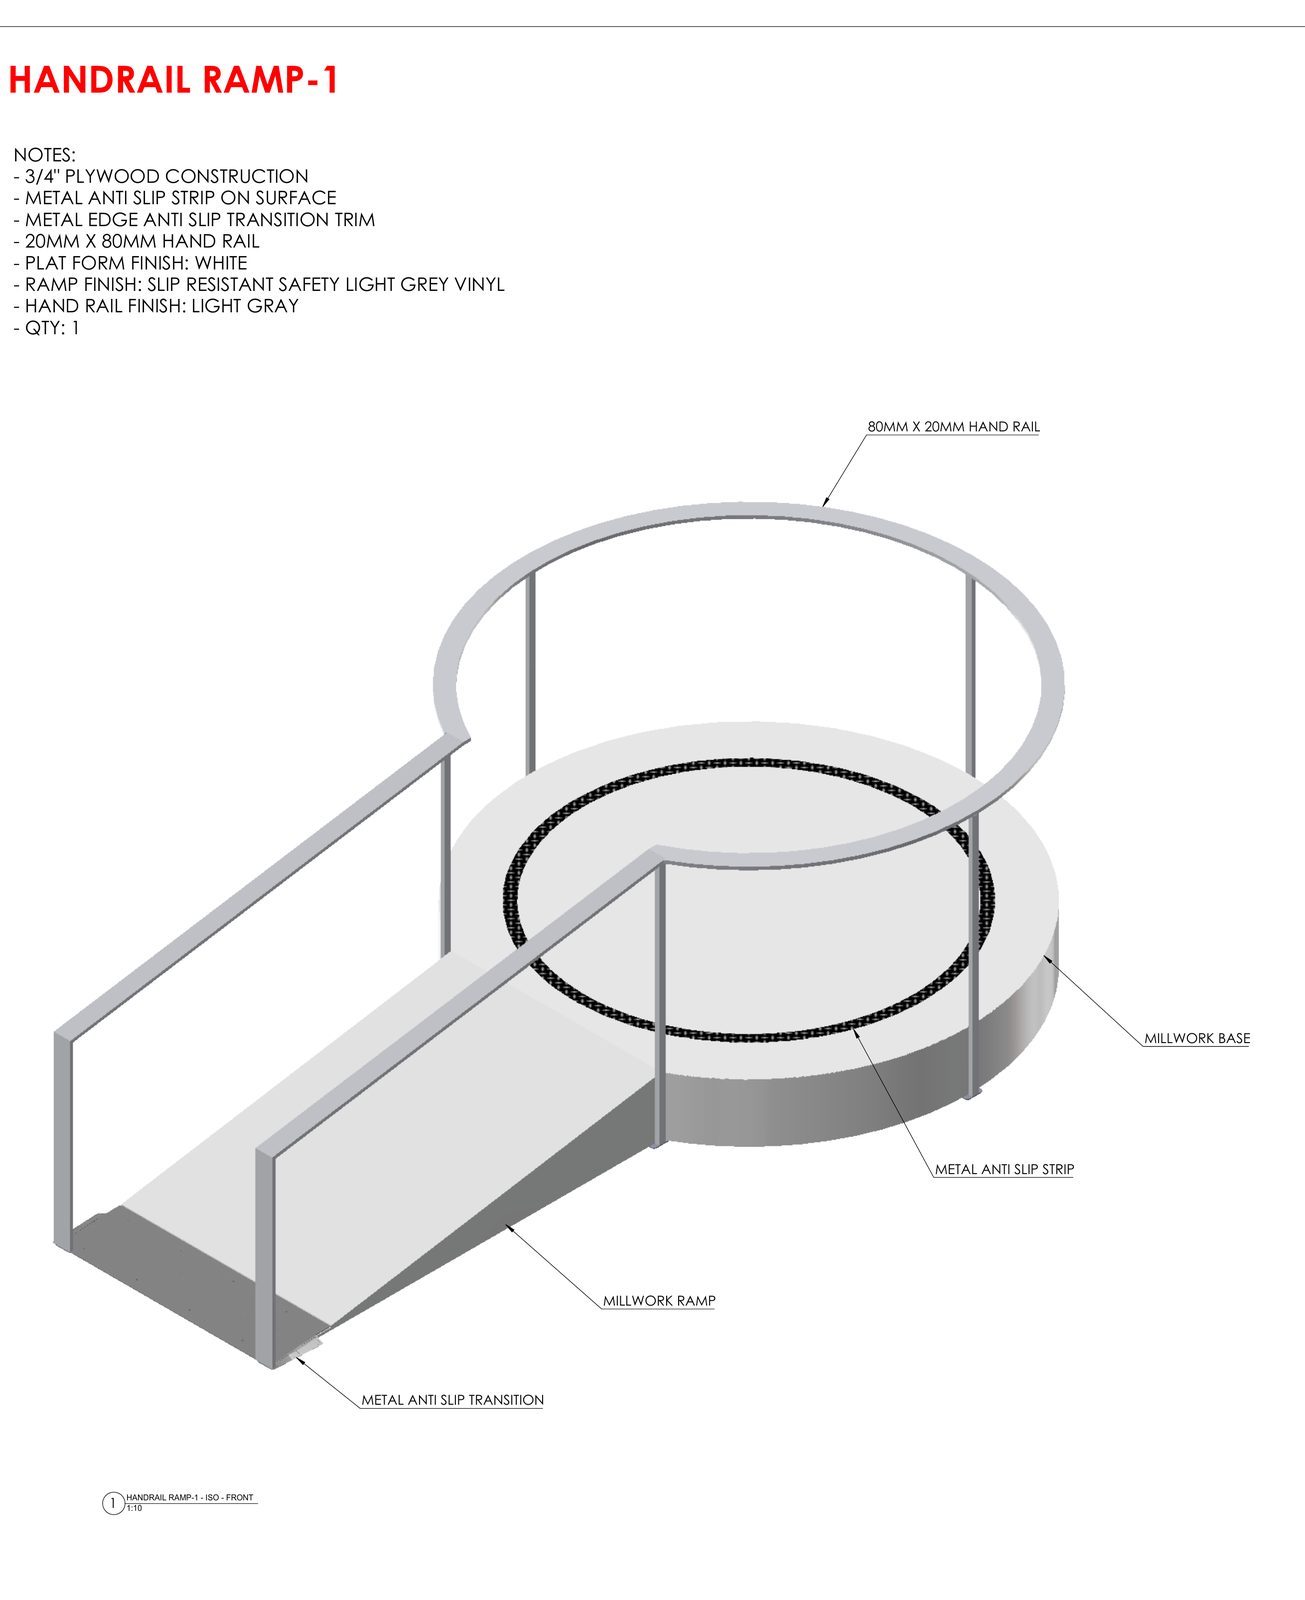 HANDRAIL RAMP-1
NOTES:
- 3/4" PLYWOOD CONSTRUCTION
- METAL ANTI SLIP STRIP ON SURFACE
- METAL EDGE ANTI SLIP TRANSITION TRIM
- 20MM X 80MM HAND RAIL
- PLAT FORM FINISH: WHITE
- RAMP FINISH: SLIP RESISTANT SAFETY LIGHT GREY VINYL
- HAND RAIL FINISH: LIGHT GRAY
- QTY: 1
80MM X 20MM HAND RAIL
MILLWORK BASE
METAL ANTI SLIP STRIP
MILLWORK RAMP
METAL ANTI SLIP TRANSITION
1
HANDRAIL RAMP-1 - ISO - FRONT
1:10